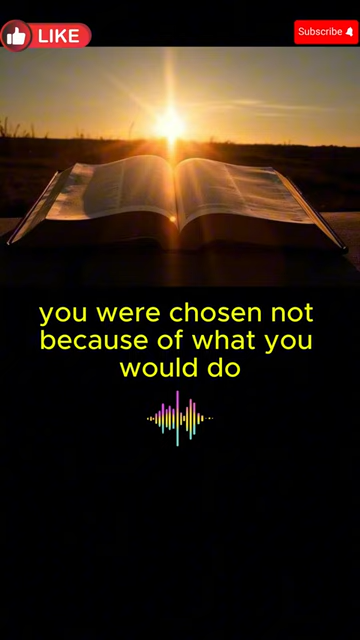 LIKE
Subscribe
you were chosen not
because of what you
would do